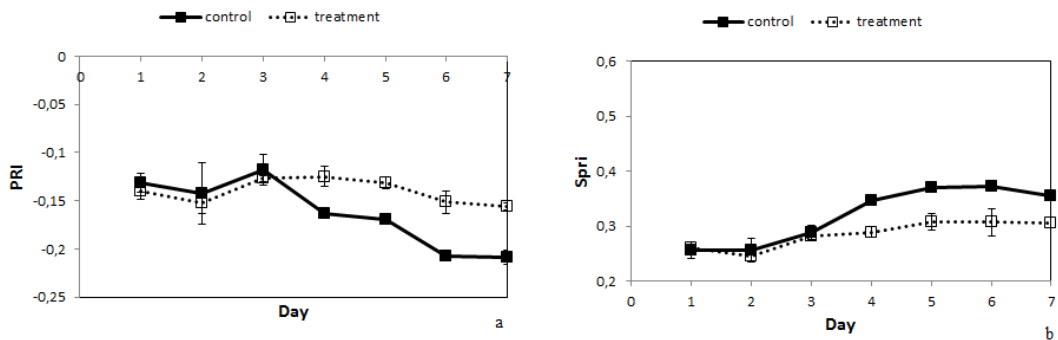 control treatment
0
0 1 2 3 4 5 6 7
-0,05
-0,1
-0,15
-0,2
-0,25
PRI
Day
a
control treatment
0,6
0,5
0,4
0,3
0,2
0 1 2 3 4 5 6 7
Spri
Day
b